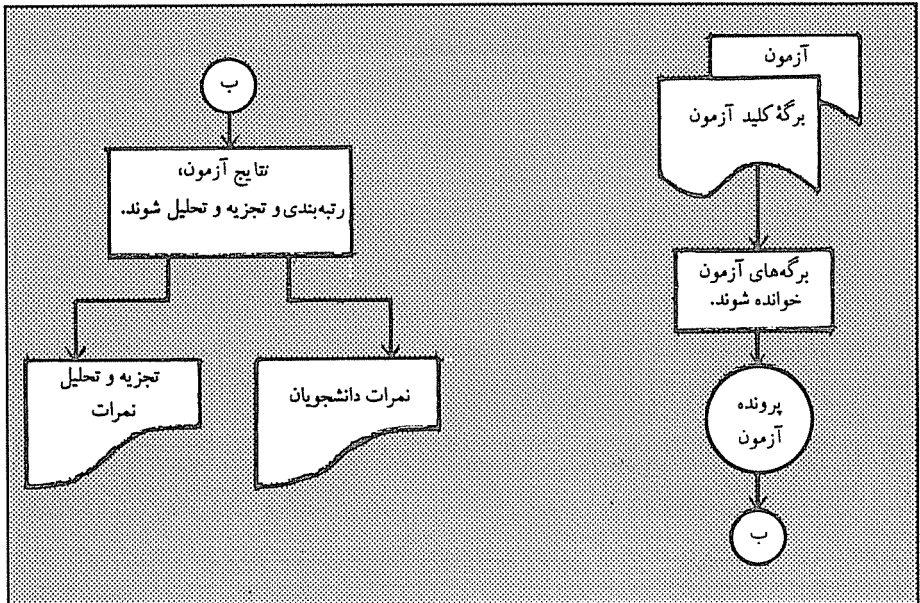 آزمون
برگهٔ کلید آزمون
برگه‌های آزمون
خوانده شوند.
پرونده
آزمون
ب
ب
نتایج آزمون،
رتبه‌بندی و تجزیه و تحلیل شوند.
نمرات دانشجویان
تجزیه و تحلیل
نمرات